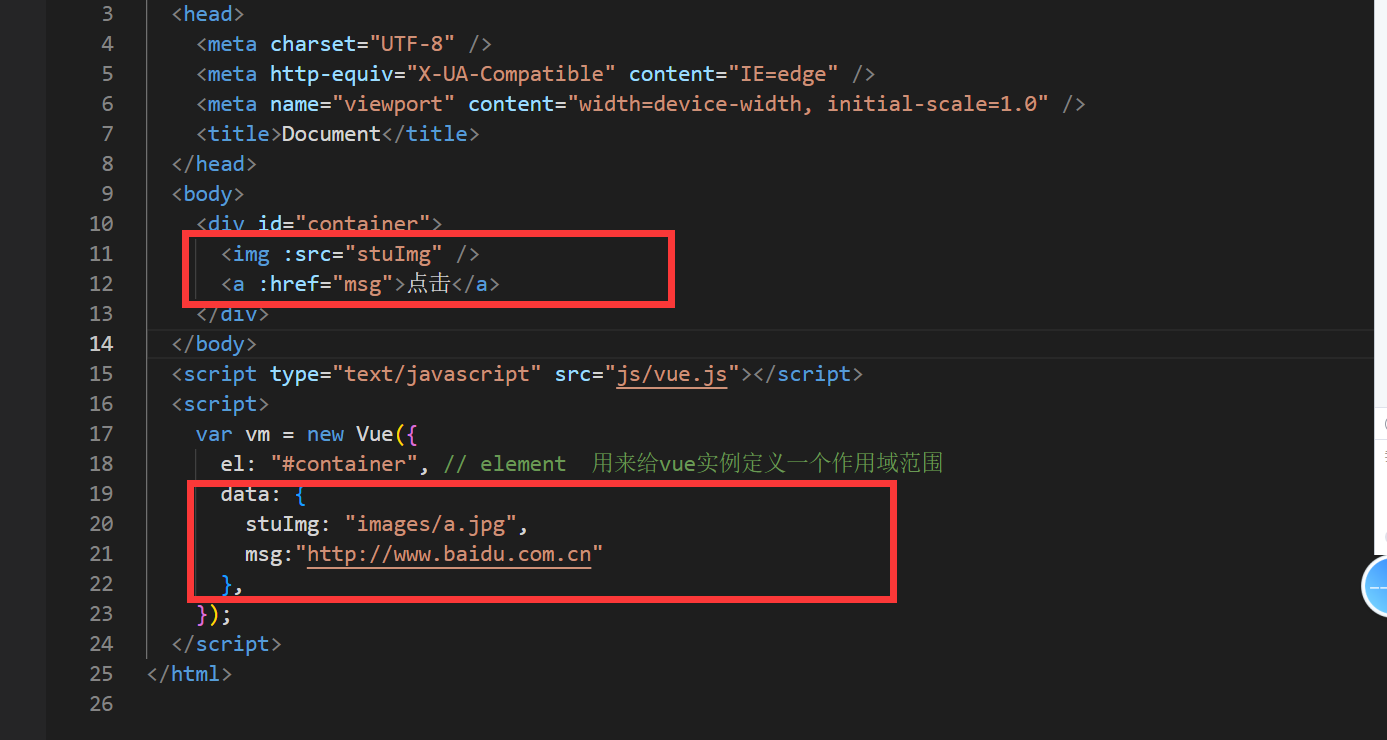 3 <head>
4 <meta charset="UTF-8" />
5 <meta http-equiv="X-UA-Compatible" content="IE=edge" />
6 <meta name="viewport" content="width=device-width, initial-scale=1.0" />
7 <title>Document</title>
8 </head>
9 <body>
10 <div id="container">
11 <img :src="stuImg" />
12 <a :href="msg">点击</a>
13 </div>
14 </body>
15 <script type="text/javascript" src="js/vue.js"></script>
16 <script>
17 var vm = new Vue({
18 el: "#container", // element  用来给vue实例定义一个作用域范围
19 data: {
20 stuImg: "images/a.jpg",
21 msg:"http://www.baidu.com.cn"
22 },
23 });
24 </script>
25 </html>
26